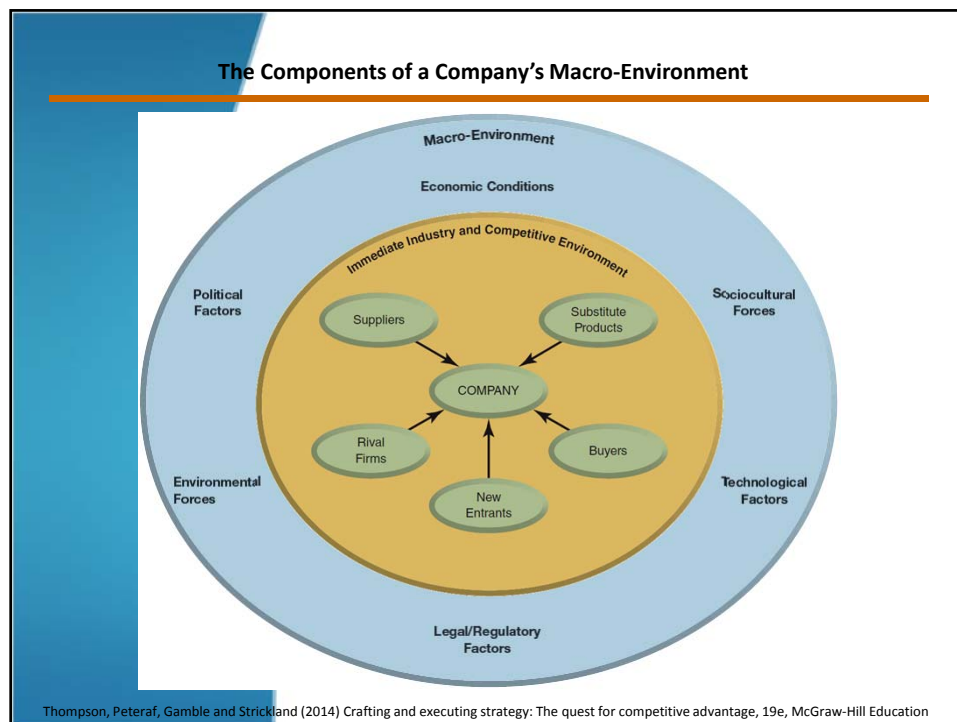 The Components of a Company's Macro-Environment
Macro-Environment
Economic Conditions
Immediate Industry and Competitive Environment
Political
Factors
Sociocultural
Forces
Suppliers
Substitute
Products
COMPANY
Rival
Firms
Buyers
New
Entrants
Environmental
Forces
Technological
Factors
Legal/Regulatory
Factors
Thompson, Peteraf, Gamble and Strickland (2014) Crafting and executing strategy: The quest for competitive advantage, 19e, McGraw-Hill Education